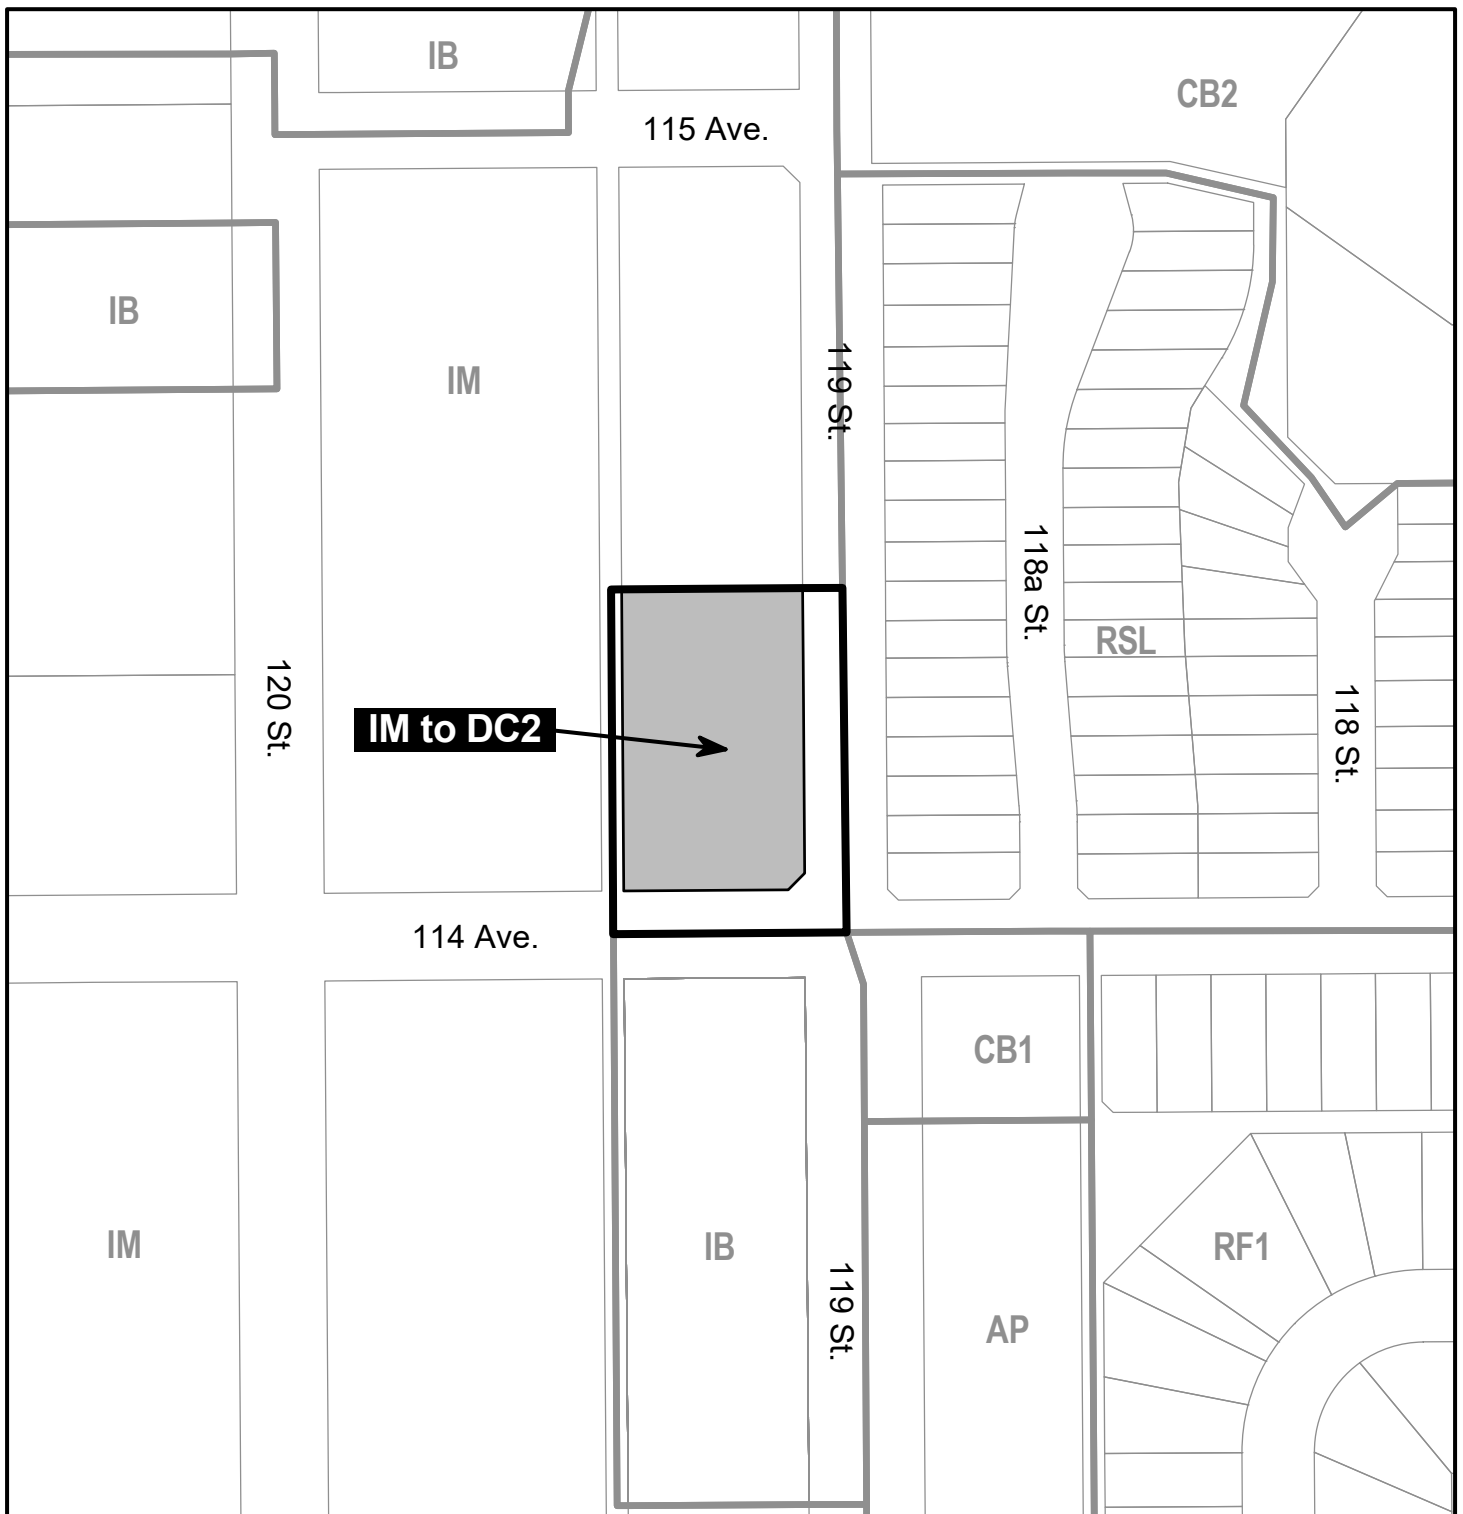 IB
CB2
115 Ave.
IB
IM
119 St.
118a St.
RSL
120 St.
IM to DC2
118 St.
114 Ave.
CB1
IM
IB
RF1
119 St.
AP